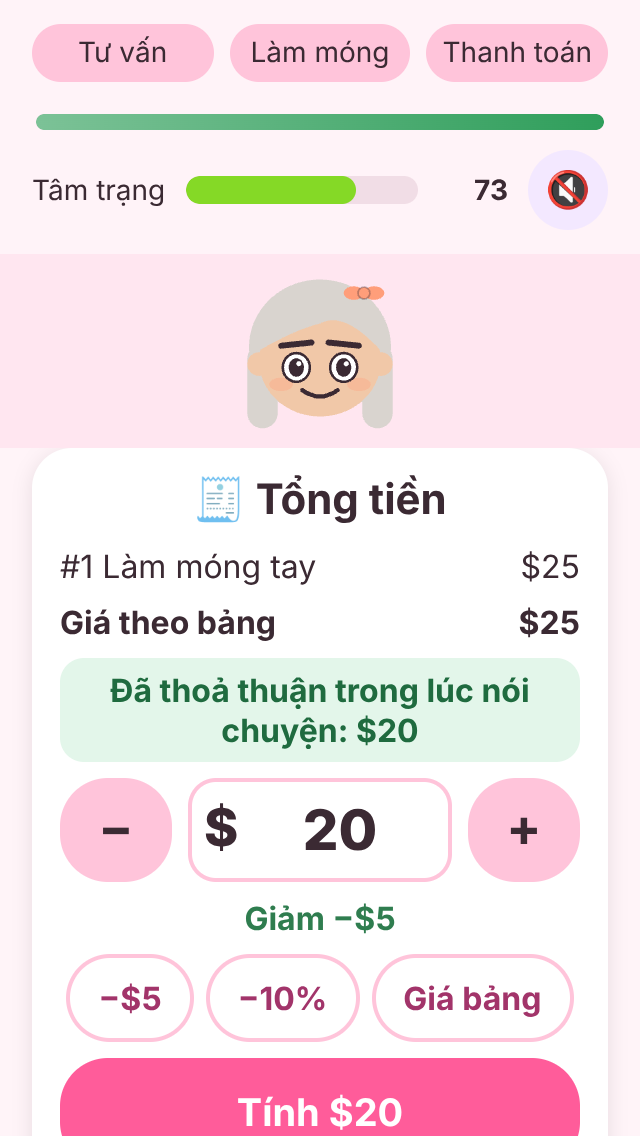 Tư vấn
Làm móng
Thanh toán
Tâm trạng
73
🧾 Tổng tiền
#1 Làm móng tay $25
Giá theo bảng $25
Đã thoả thuận trong lúc nói
chuyện: $20
− $ 20 +
Giảm −$5
−$5
−10%
Giá bảng
Tính $20